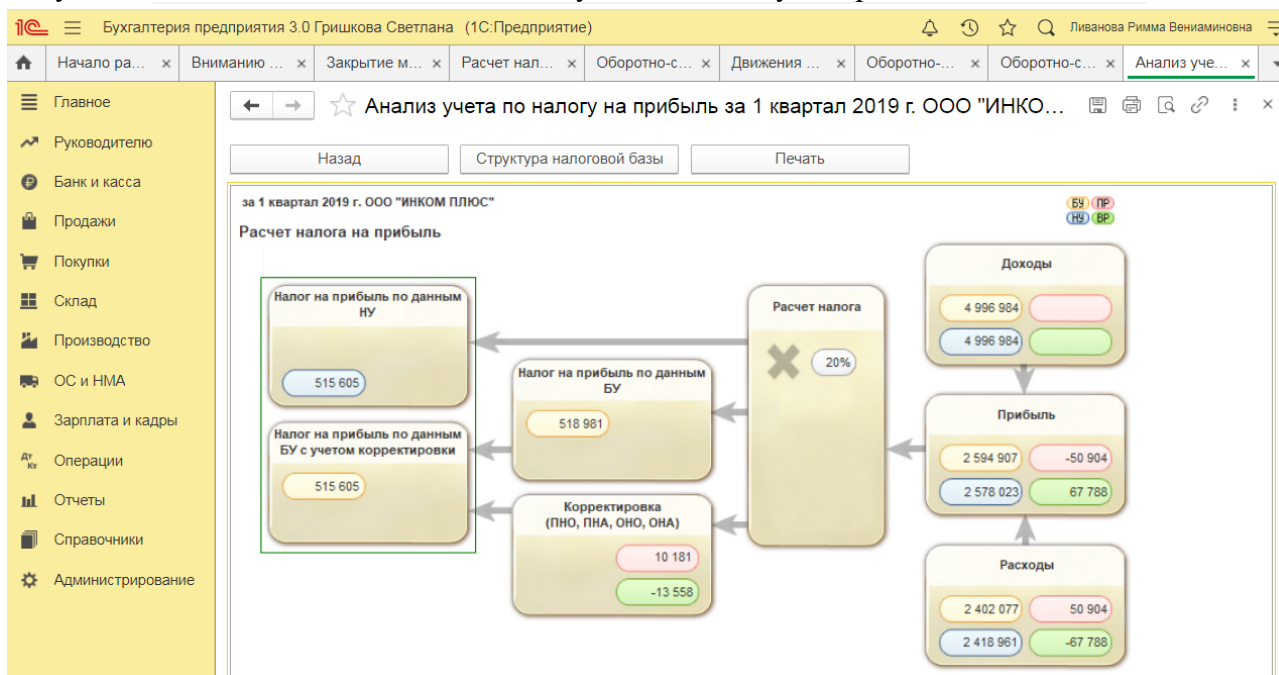 Бухгалтерия предприятия 3.0 Гришкова Светлана (1С:Предприятие)
Ливанова Римма Вениаминовна
Начало ра... × Вниманию ... × Закрытие м... × Расчет нал... × Оборотно-с... × Движения ... × Оборотно-... × Оборотно-с... × Анализ уче... ×
Главное
Руководителю
Банк и касса
Продажи
Покупки
Склад
Производство
ОС и НМА
Зарплата и кадры
Операции
Отчеты
Справочники
Администрирование
Анализ учета по налогу на прибыль за 1 квартал 2019 г. ООО "ИНКО...
Назад
Структура налоговой базы
Печать
за 1 квартал 2019 г. ООО "ИНКОМ ПЛЮС"
БУ ПР
НУ ВР
Расчет налога на прибыль
Налог на прибыль по данным
НУ
515 605
Налог на прибыль по данным
БУ с учетом корректировки
515 605
Налог на прибыль по данным
БУ
518 981
Корректировка
(ПНО, ПНА, ОНО, ОНА)
10 181
-13 558
Расчет налога
20%
Доходы
4 996 984
4 996 984
Прибыль
2 594 907 -50 904
2 578 023 67 788
Расходы
2 402 077 50 904
2 418 961 -67 788